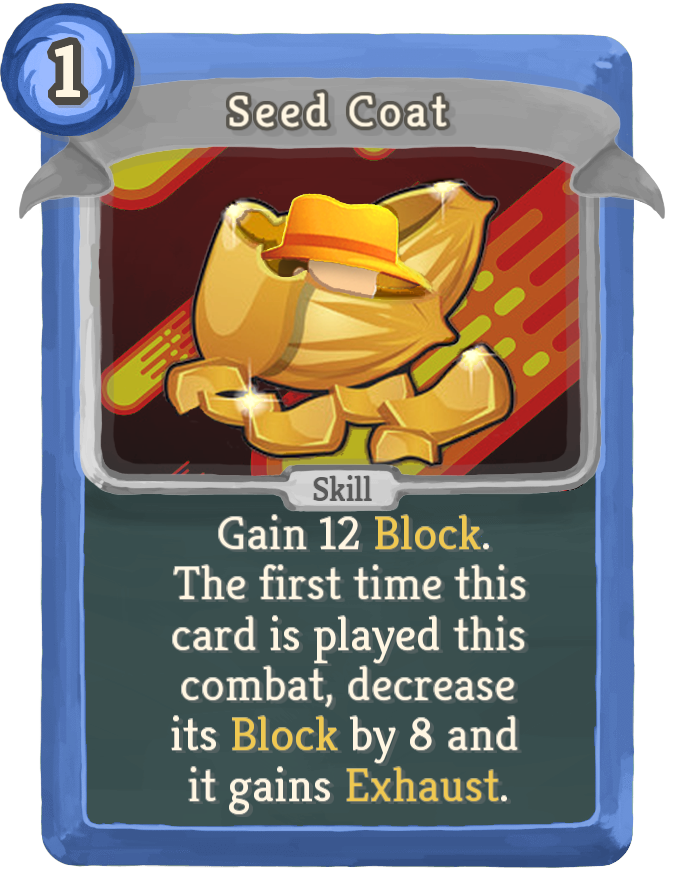 1
Seed Coat
Skill
Gain 12 Block.
The first time this
card is played this
combat, decrease
its Block by 8 and
it gains Exhaust.